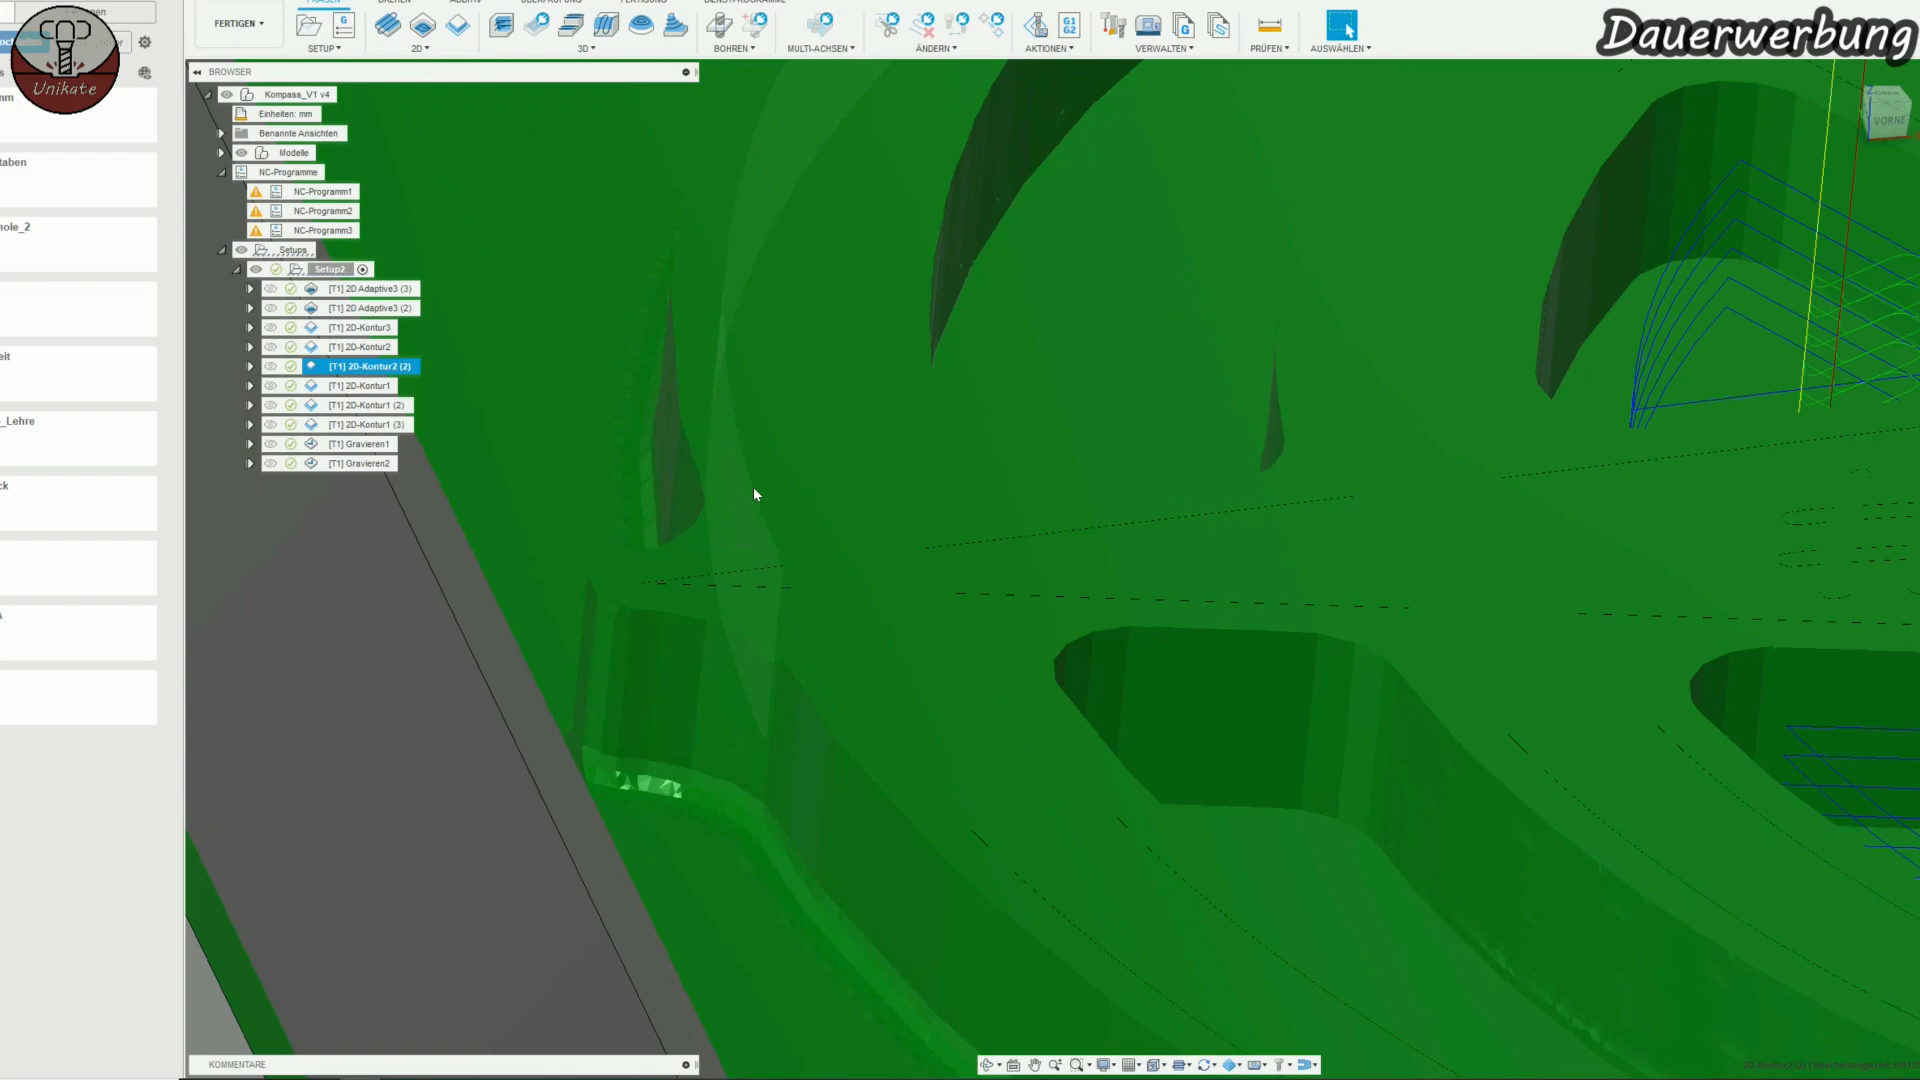 Dauerwerbung
Unikate
FERTIGEN
FRÄSEN
SETUP
2D
3D
BOHREN
MULTI-ACHSEN
ÄNDERN
AKTIONEN
VERWALTEN
PRÜFEN
AUSWÄHLEN
G1
G2
BROWSER
Kompass_V1 v4
Einheiten: mm
Benannte Ansichten
Modelle
NC-Programme
NC-Programm1
NC-Programm2
NC-Programm3
Setups
Setup2
[T1] 2D Adaptive3 (3)
[T1] 2D Adaptive3 (2)
[T1] 2D-Kontur3
[T1] 2D-Kontur2
[T1] 2D-Kontur2 (2)
[T1] 2D-Kontur1
[T1] 2D-Kontur1 (2)
[T1] 2D-Kontur1 (3)
[T1] Gravieren1
[T1] Gravieren2
mm
taben
hole_2
eit
_Lehre
ck
VORNE
KOMMENTARE